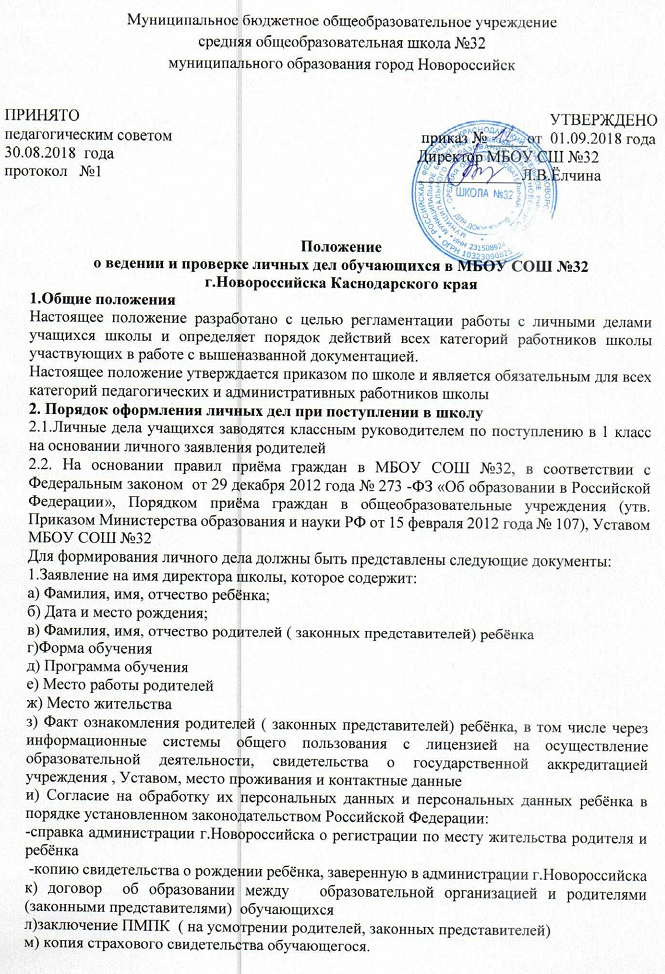 Муниципальное бюджетное общеобразовательное учреждение
средняя общеобразовательная школа №32
муниципального образования город Новороссийск
ПРИНЯТО
УТВЕРЖДЕНО
педагогическим советом
приказ № от 01.09.2018 года
30.08.2018 года
Директор МБОУ СШ №32
протокол №1
Л.В.Ёлчина
ШКОЛА №32
Положение
о ведении и проверке личных дел обучающихся в МБОУ СОШ №32
г.Новороссийска Каснодарского края
1.Общие положения
Настоящее положение разработано с целью регламентации работы с личными делами
учащихся школы и определяет порядок действий всех категорий работников школы
участвующих в работе с вышеназванной документацией.
Настоящее положение утверждается приказом по школе и является обязательным для всех
категорий педагогических и административных работников школы
2. Порядок оформления личных дел при поступлении в школу
2.1.Личные дела учащихся заводятся классным руководителем по поступлению в 1 класс
на основании личного заявления родителей
2.2. На основании правил приёма граждан в МБОУ СОШ №32, в соответствии с
Федеральным законом от 29 декабря 2012 года № 273 -ФЗ «Об образовании в Российской
Федерации», Порядком приёма граждан в общеобразовательные учреждения (утв.
Приказом Министерства образования и науки РФ от 15 февраля 2012 года № 107), Уставом
МБОУ СОШ №32
Для формирования личного дела должны быть представлены следующие документы:
1.Заявление на имя директора школы, которое содержит:
а) Фамилия, имя, отчество ребёнка;
б) Дата и место рождения;
в) Фамилия, имя, отчество родителей ( законных представителей) ребёнка
г)Форма обучения
д) Программа обучения
е) Место работы родителей
ж) Место жительства
з) Факт ознакомления родителей ( законных представителей) ребёнка, в том числе через
информационные системы общего пользования с лицензией на осуществление
образовательной деятельности, свидетельства о государственной аккредитацией
учреждения , Уставом, место проживания и контактные данные
и) Согласие на обработку их персональных данных и персональных данных ребёнка в
порядке установленном законодательством Российской Федерации:
-справка администрации г.Новороссийска о регистрации по месту жительства родителя и
ребёнка
-копию свидетельства о рождении ребёнка, заверенную в администрации г.Новороссийска
к) договор об образовании между образовательной организацией и родителями
(законными представителями) обучающихся
л)заключение ПМПК ( на усмотрении родителей, законных представителей)
м) копия страхового свидетельства обучающегося.